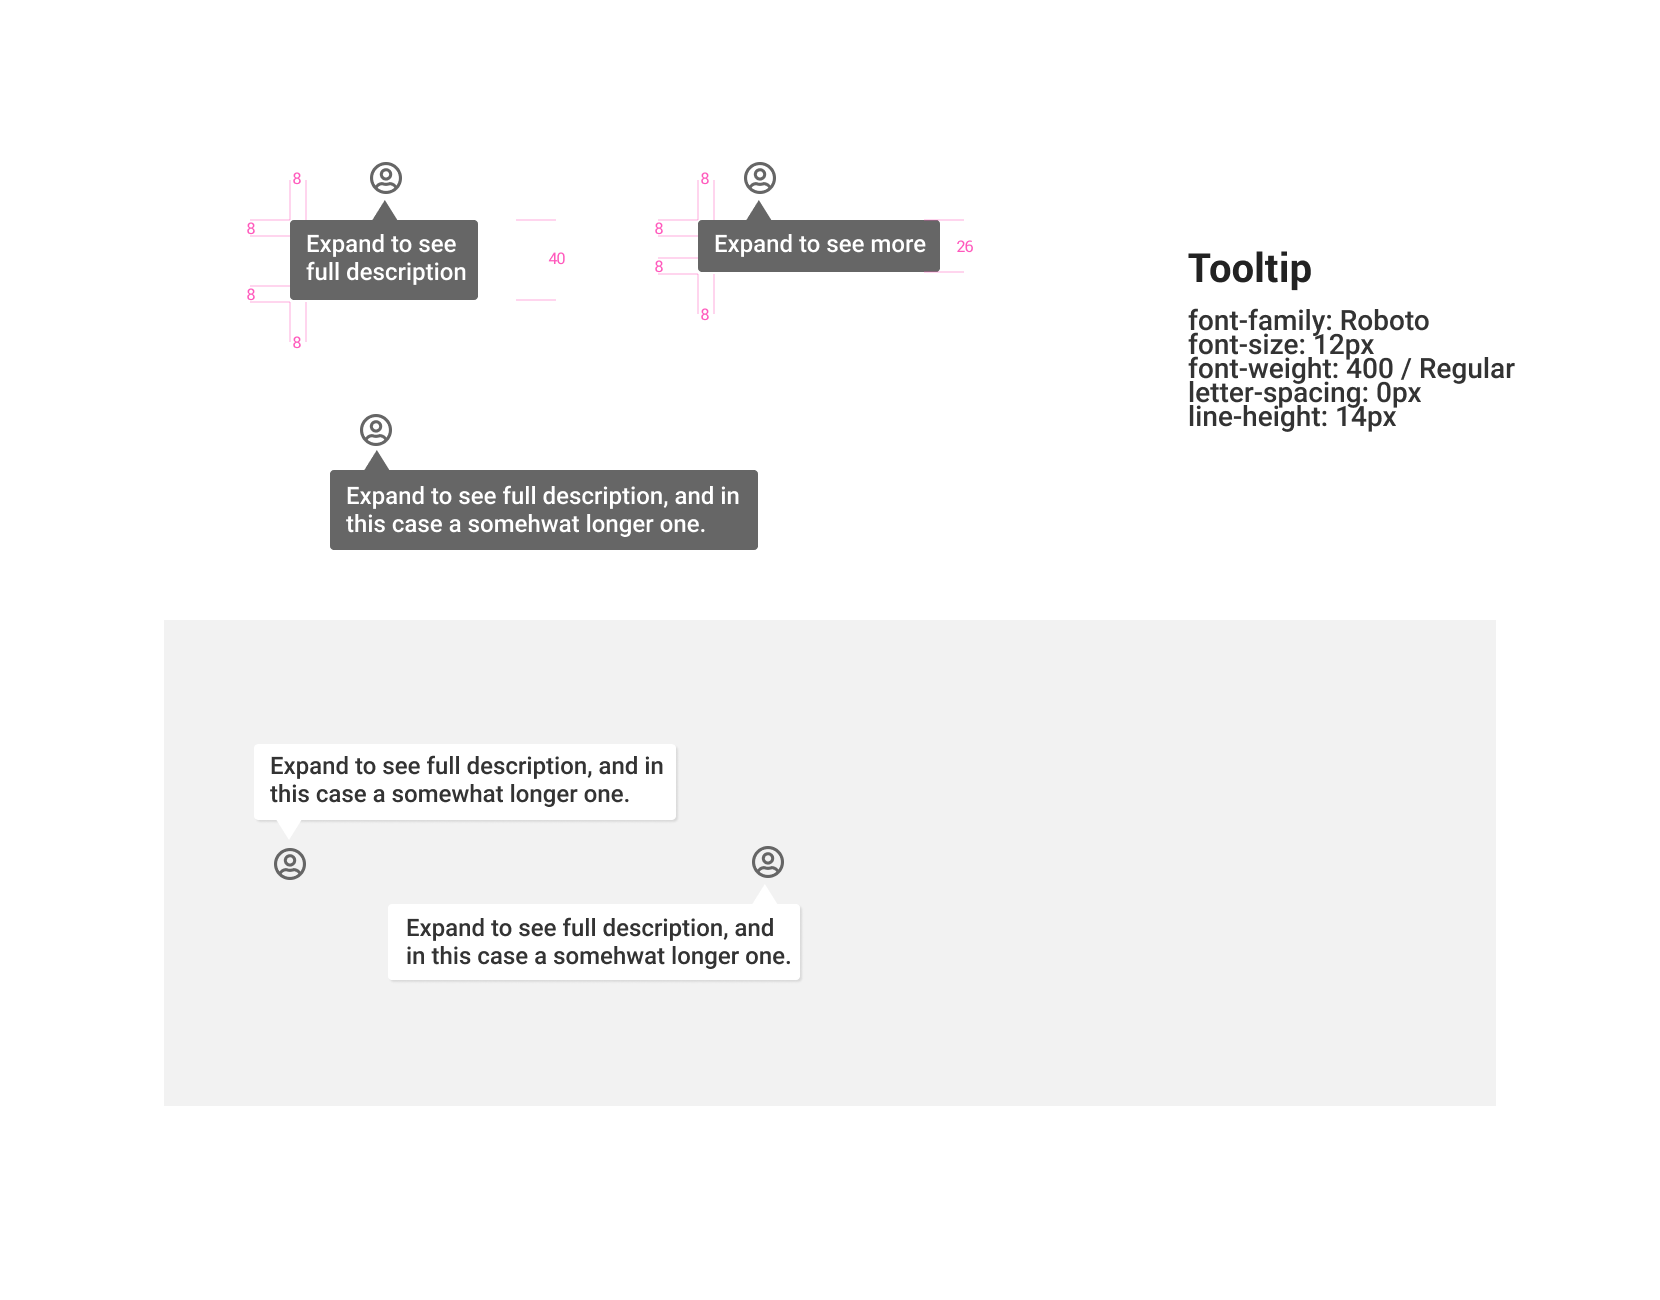 8
8
Expand to see
full description
40
8
8
8
8
Expand to see more
26
8
8
Tooltip
font-family: Roboto
font-size: 12px
font-weight: 400 / Regular
letter-spacing: 0px
line-height: 14px
Expand to see full description, and in
this case a somehwat longer one.
Expand to see full description, and in
this case a somewhat longer one.
Expand to see full description, and
in this case a somehwat longer one.